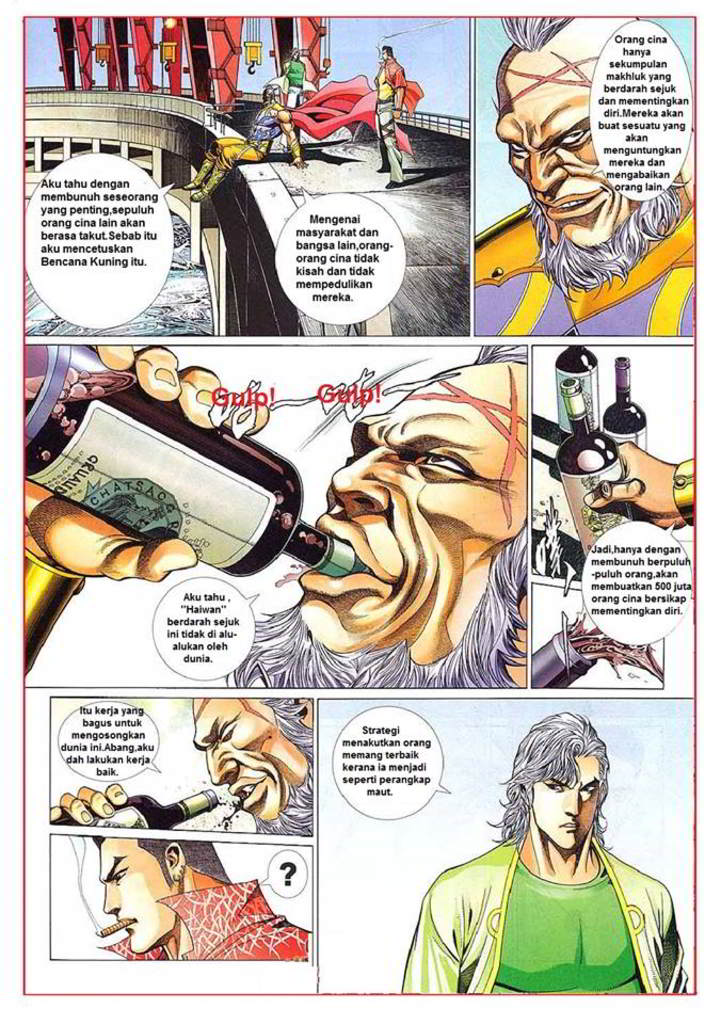 Aku tahu dengan
membunuh seseorang
yang penting,sepuluh
orang cina lain akan
berasa takut.Sebab itu
aku mencetuskan
Bencana Kuning itu.
Mengenai
masyarakat dan
bangsa lain,orang-
orang cina tidak
kisah dan tidak
mempedulikan
mereka.
Orang cina
hanya
sekumpulan
makhluk yang
berdarah sejuk
dan mementingkan
diri.Mereka akan
buat sesuatu yang
akan
menguntungkan
mereka dan
mengabaikan
orang lain.
Gulp! Gulp!
CHATSAC
Aku tahu ,
"Haiwan"
berdarah sejuk
ini tidak di alu-
alukan oleh
dunia.
Jadi,hanya dengan
membunuh berpuluh
-puluh orang,akan
membuatkan 500 juta
orang cina bersikap
mementingkan diri.
Itu kerja yang
bagus untuk
mengosongkan
dunia ini.Abang,aku
dah lakukan kerja
baik.
?
Strategi
menakutkan orang
memang terbaik
kerana ia menjadi
seperti perangkap
maut.